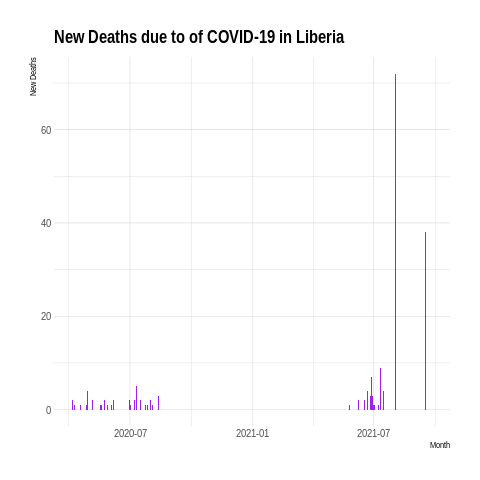 New Deaths due to of COVID-19 in Liberia
New Deaths
60
40
20
0
2020-07
2021-01
2021-07
Month